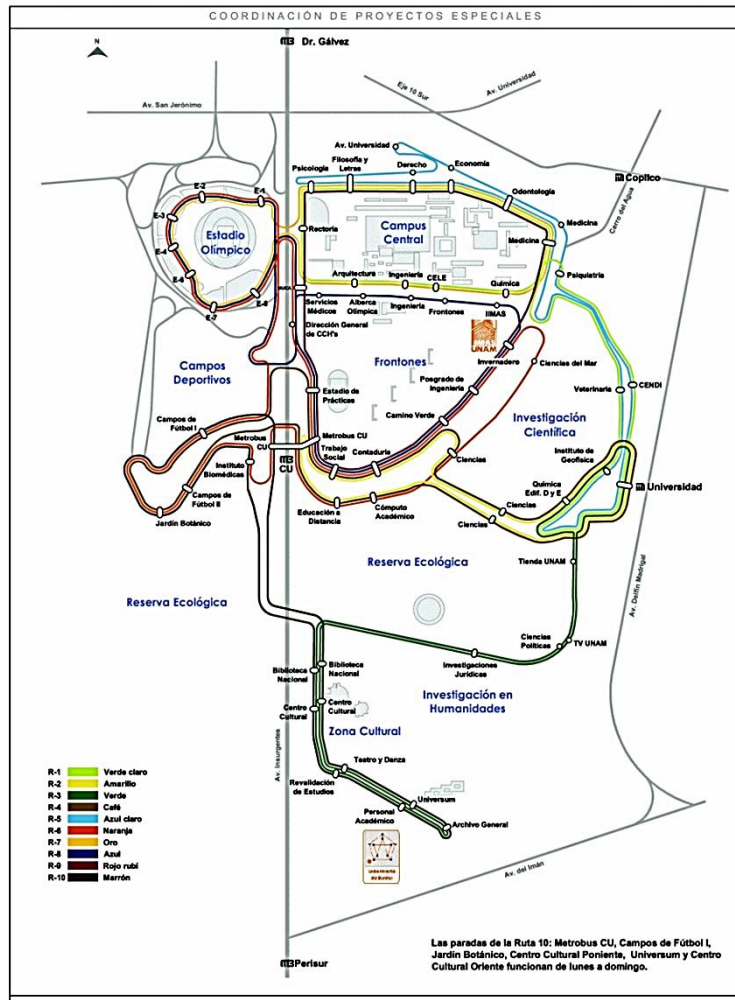 COORDINACIÓN DE PROYECTOS ESPECIALES
N
Dr. Gálvez
Eje 10 Sur
Av. Universidad
Av. San Jerónimo
Av. Universidad
Economía
Derecho
Filosofía y
Letras
Psicología
Copilco
E-2
E-1
Odontología
Cerro del Agua
E-3
Medicina
Rectoría
Estadio
Olímpico
Campus
Central
E-4
Medicina
Arquitectura
Ingeniería
CELE
Química
Psiquiatría
E-7
Servicios
Médicos
Alberca
Olímpica
Ingeniería
Frontones
IIMAS
Dirección General
de CCH's
IIMAS
UNAM
Invernadero
Campos
Deportivos
Frontones
Ciencias del Mar
Posgrado de
Ingeniería
Estadio de
Prácticas
Veterinaria
CENDI
Camino Verde
Investigación
Científica
Campos de
Fútbol I
Metrobus
CU
Metrobus CU
Trabajo
Social
Contaduría
Ciencias
Instituto de
Geofísica
CU
Instituto
Biomédicas
Química
Edif. D y E
Universidad
Campos de
Fútbol II
Jardín Botánico
Educación a
Distancia
Cómputo
Académico
Ciencias
Ciencias
Reserva Ecológica
Tienda UNAM
Av. Delfín Madrigal
Reserva Ecológica
Ciencias
Políticas
TV UNAM
Investigaciones
Jurídicas
Biblioteca
Nacional
Biblioteca
Nacional
Investigación en
Humanidades
Centro
Cultural
Centro
Cultural
Zona Cultural
Av. Insurgentes
Teatro y Danza
Revalidación
de Estudios
Universum
Personal
Académico
Archivo General
R-1 Verde claro
R-2 Amarillo
R-3 Verde
R-4 Café
R-5 Azul claro
R-6 Naranja
R-7 Oro
R-8 Azul
R-9 Rojo rubí
R-10 Marrón
Av. del Imán
Perisur
Las paradas de la Ruta 10: Metrobus CU, Campos de Fútbol I,
Jardín Botánico, Centro Cultural Poniente, Universum y Centro
Cultural Oriente funcionan de lunes a domingo.